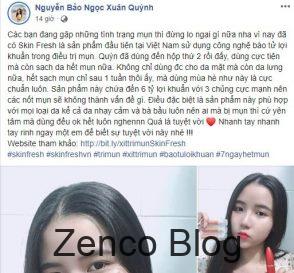 Nguyễn Bảo Ngọc Xuân Quỳnh
14 giờ
Các bạn đang gặp những tình trạng mụn thì đừng lo ngại nữa nha vì nay đã
có Skin Fresh là sản phẩm đầu tiên tại Việt Nam sử dụng công nghệ bào tử lợi
khuẩn trong điều trị mụn. Quỳn đã dùng đến hộp thứ 2 rồi đấy, dùng cực tiên
mà còn sạch da hết mụn nữa. Không chỉ dùng đc cho da mặt mà còn da lưng
nữa, hết sạch mụn chỉ sau 1 tuần thôi ấy, mà dùng mùa hè như này là cực
chuẩn luôn. Sản phẩm này chứa đến 6 tỷ lợi khuẩn với 3 chủng cực mạnh nên
các nốt mụn sẽ không thành vấn đề gì. Điều đặc biệt là sản phẩm này phù hợp
với mọi loại da kể cả da nhạy cảm và bà bầu luôn nên ai mà bị mụn thì cứ yên
tâm mà dùng đều ok hết luôn nghenn Quá là tuyệt vời ❤ Nhanh tay nhanh
tay rinh ngay một em để biết sự tuyệt vời này nhé !!!
Website tham khảo: http://bit.ly/xittrimunSkinFresh
#skinfresh #skinfreshvn #trimun #xittrimun #baotuloikhuan #7ngayhetmun
Zenco Blog